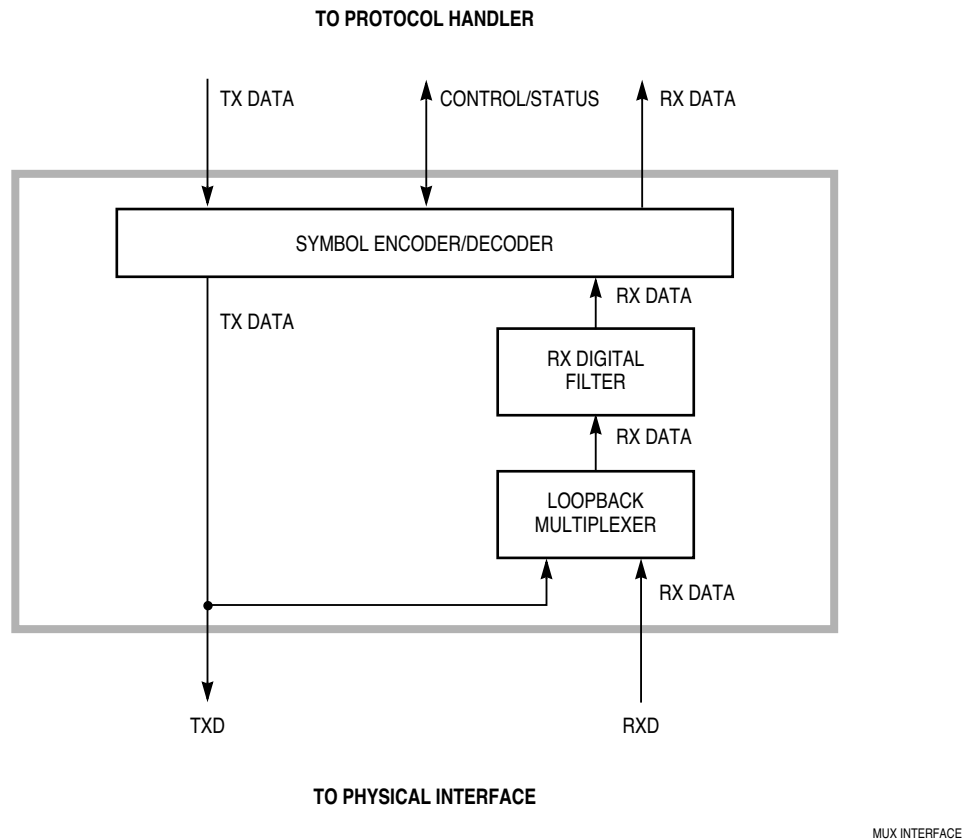 TO PROTOCOL HANDLER
TX DATA
CONTROL/STATUS
RX DATA
SYMBOL ENCODER/DECODER
RX DATA
TX DATA
RX DIGITAL
FILTER
RX DATA
LOOPBACK
MULTIPLEXER
RX DATA
TXD
RXD
TO PHYSICAL INTERFACE
MUX INTERFACE